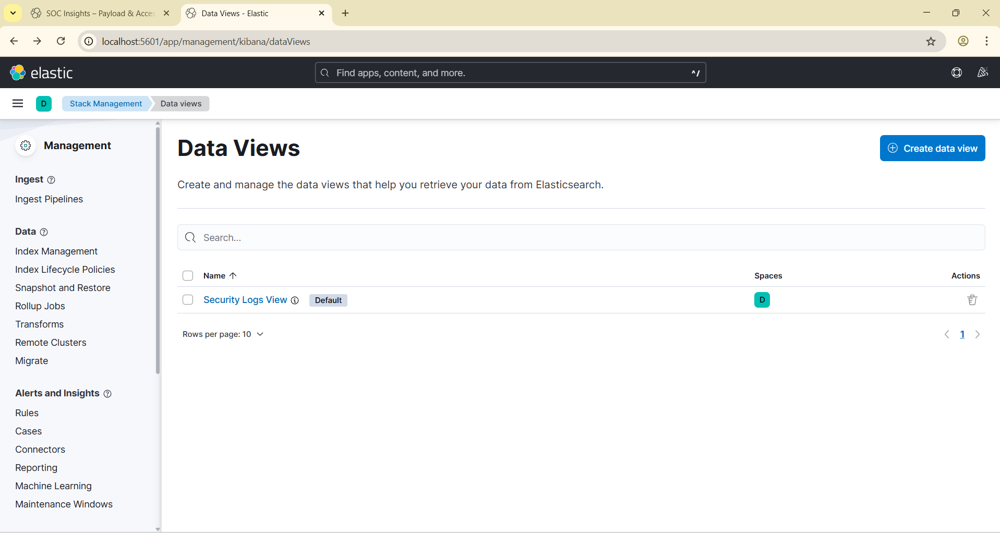 SOC Insights – Payload & Acces
Data Views - Elastic
localhost:5601/app/management/kibana/dataViews
elastic
Find apps, content, and more.
^/
D
Stack Management
Data views
Management
Ingest
Ingest Pipelines
Data
Index Management
Index Lifecycle Policies
Snapshot and Restore
Rollup Jobs
Transforms
Remote Clusters
Migrate
Alerts and Insights
Rules
Cases
Connectors
Reporting
Machine Learning
Maintenance Windows
Data Views
Create data view
Create and manage the data views that help you retrieve your data from Elasticsearch.
Search...
Name Spaces Actions
Security Logs View Default D
Rows per page: 10
1